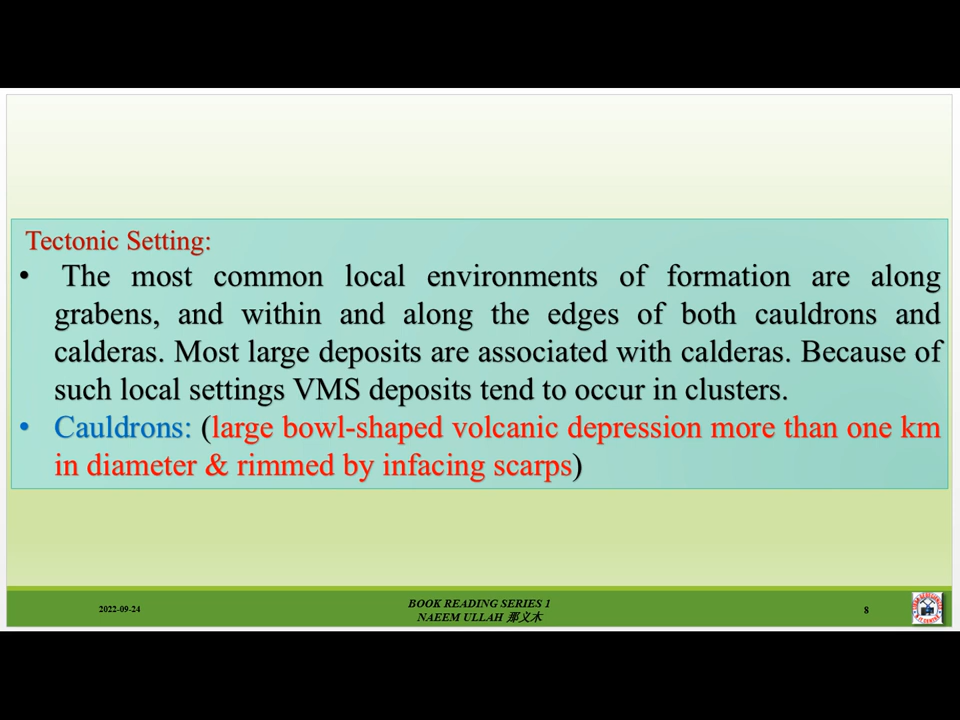 Tectonic Setting:
• The most common local environments of formation are along
grabens, and within and along the edges of both cauldrons and
calderas. Most large deposits are associated with calderas. Because of
such local settings VMS deposits tend to occur in clusters.
• Cauldrons: (large bowl-shaped volcanic depression more than one km
in diameter & rimmed by infacing scarps)
2022-09-24
BOOK READING SERIES 1
NAEEM ULLAH 那义木
8